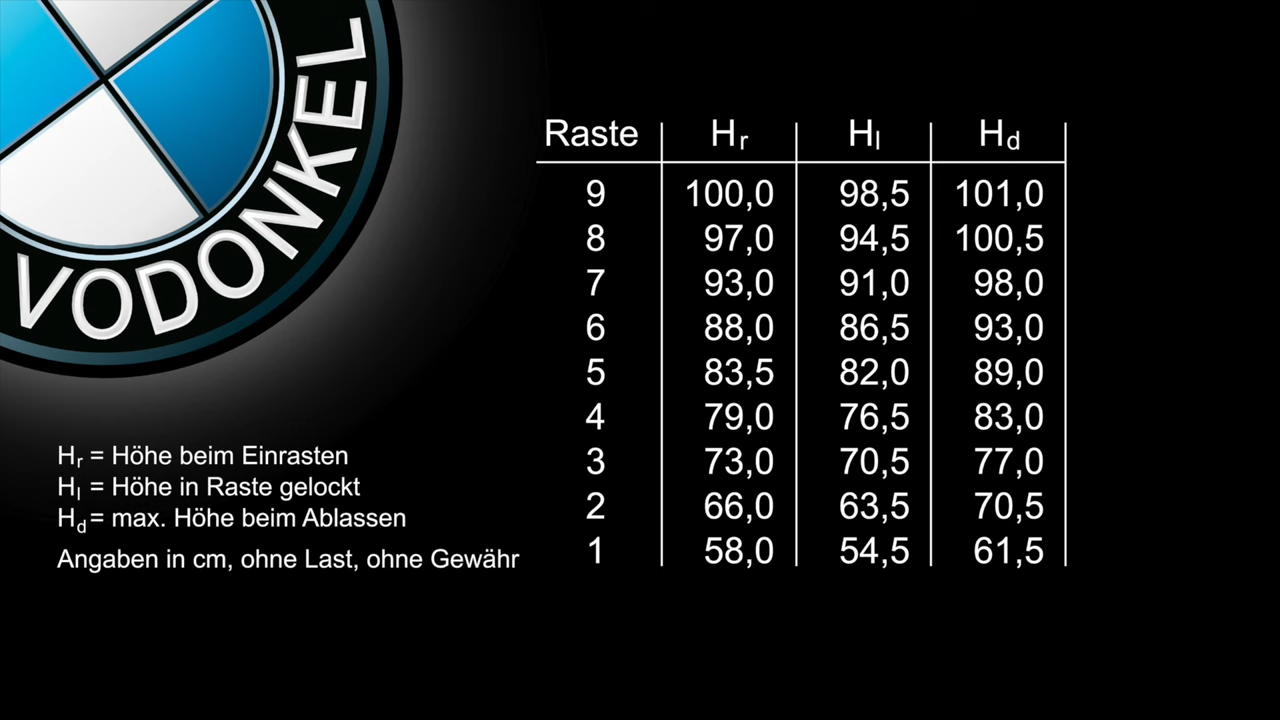 VODONKEL
Raste Hr Hl Hd
9 100,0 98,5 101,0
8 97,0 94,5 100,5
7 93,0 91,0 98,0
6 88,0 86,5 93,0
5 83,5 82,0 89,0
4 79,0 76,5 83,0
3 73,0 70,5 77,0
2 66,0 63,5 70,5
1 58,0 54,5 61,5
Hr = Höhe beim Einrasten
Hl = Höhe in Raste gelockt
Hd = max. Höhe beim Ablassen
Angaben in cm, ohne Last, ohne Gewähr